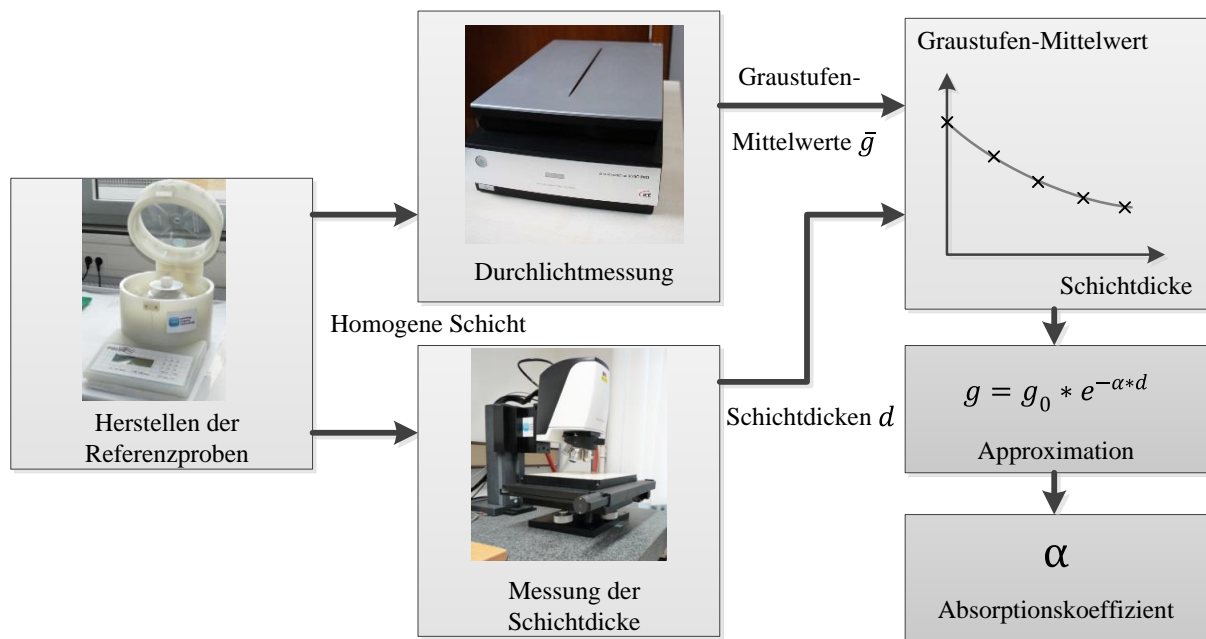 Herstellen der
Referenzproben
Homogene Schicht
Durchlichtmessung
Messung der
Schichtdicke
Graustufen-
Mittelwerte ḡ
Schichtdicken d
Graustufen-Mittelwert
Schichtdicke
g = g₀ * e^{−α*d}
Approximation
α
Absorptionskoeffizient